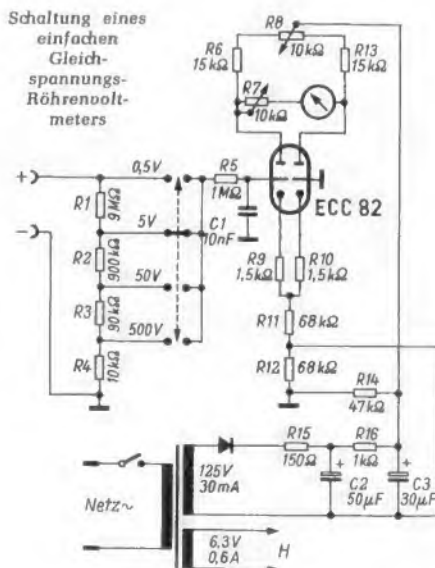 Schaltung eines
einfachen
Gleich-
spannungs-
Röhrenvolt-
meters
R8
10kΩ
R6
15kΩ
R13
15kΩ
R7
10kΩ
+
0,5V
R5
1MΩ
ECC 82
R1
9MΩ
5V
C1
10nF
–
R2
900kΩ
50V
R9
1,5kΩ
R10
1,5kΩ
R3
90kΩ
500V
R11
68kΩ
R4
10kΩ
R12
68kΩ
R14
47kΩ
R15
150Ω
R16
1kΩ
125V
30mA
+
C2
50µF
+
C3
30µF
Netz~
6,3V
0,6A
H